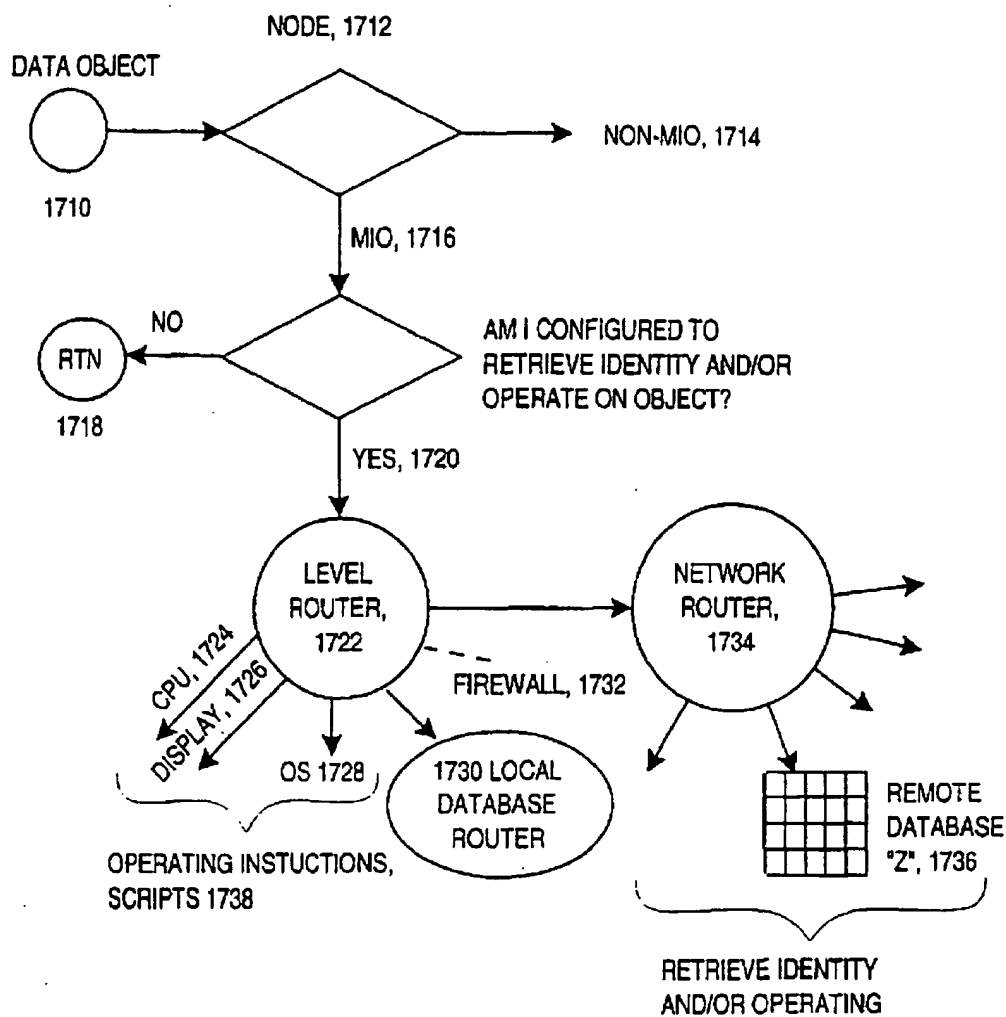 NODE, 1712
DATA OBJECT
NON-MIO, 1714
1710
MIO, 1716
NO
AM I CONFIGURED TO
RETRIEVE IDENTITY AND/OR
OPERATE ON OBJECT?
RTN
1718
YES, 1720
LEVEL
ROUTER,
1722
NETWORK
ROUTER,
1734
CPU, 1724
DISPLAY, 1726
FIREWALL, 1732
OS 1728
1730 LOCAL
DATABASE
ROUTER
REMOTE
DATABASE
"Z", 1736
OPERATING INSTUCTIONS,
SCRIPTS 1738
RETRIEVE IDENTITY
AND/OR OPERATING